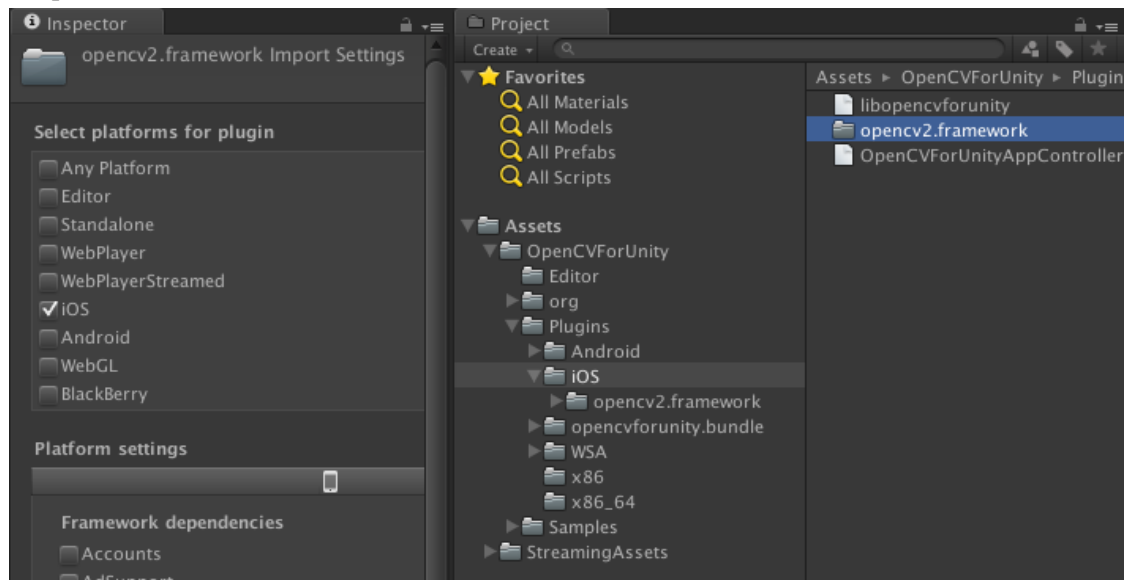 Inspector
opencv2.framework Import Settings
Select platforms for plugin
Any Platform
Editor
Standalone
WebPlayer
WebPlayerStreamed
iOS
Android
WebGL
BlackBerry
Platform settings
Framework dependencies
Accounts
AdSupport
Project
Create
Favorites
All Materials
All Models
All Prefabs
All Scripts
Assets
OpenCVForUnity
Editor
org
Plugins
Android
iOS
opencv2.framework
opencvforunity.bundle
WSA
x86
x86_64
Samples
StreamingAssets
Assets ▸ OpenCVForUnity ▸ Plugin
libopencvforunity
opencv2.framework
OpenCVForUnityAppController